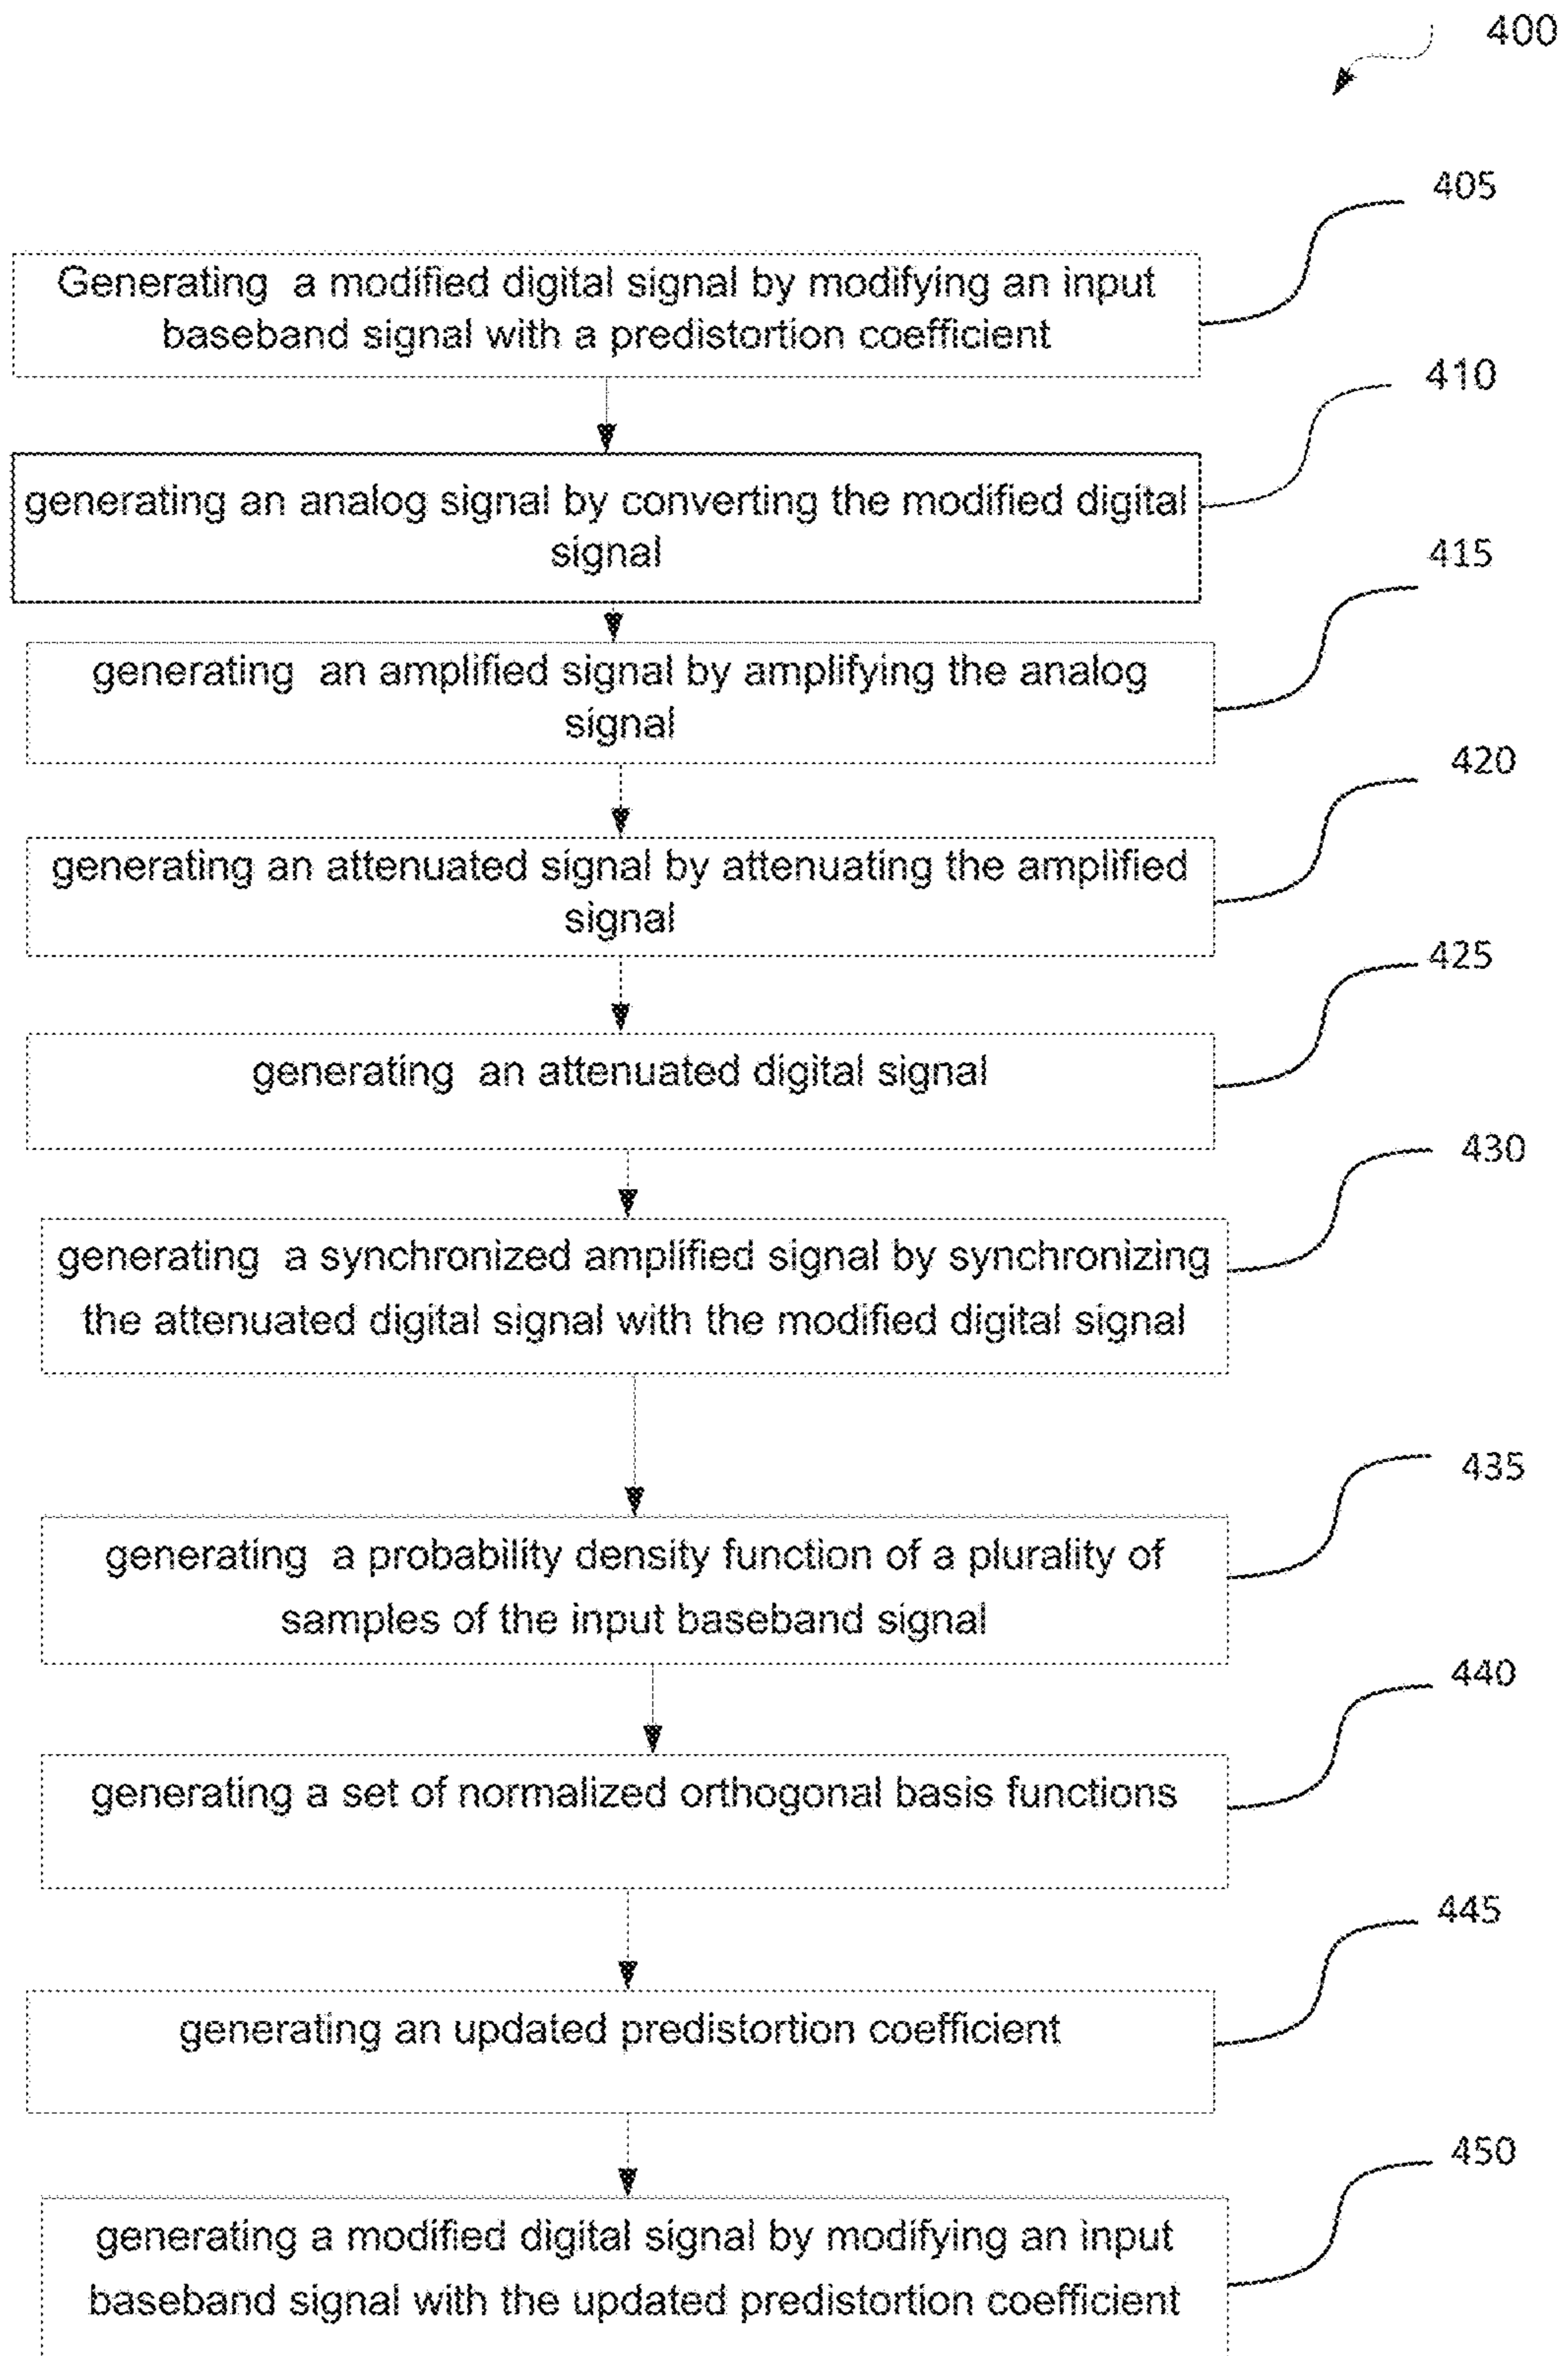 400
405
Generating a modified digital signal by modifying an input
baseband signal with a predistortion coefficient
410
generating an analog signal by converting the modified digital
signal
415
generating an amplified signal by amplifying the analog
signal
420
generating an attenuated signal by attenuating the amplified
signal
425
generating an attenuated digital signal
430
generating a synchronized amplified signal by synchronizing
the attenuated digital signal with the modified digital signal
435
generating a probability density function of a plurality of
samples of the input baseband signal
440
generating a set of normalized orthogonal basis functions
445
generating an updated predistortion coefficient
450
generating a modified digital signal by modifying an input
baseband signal with the updated predistortion coefficient